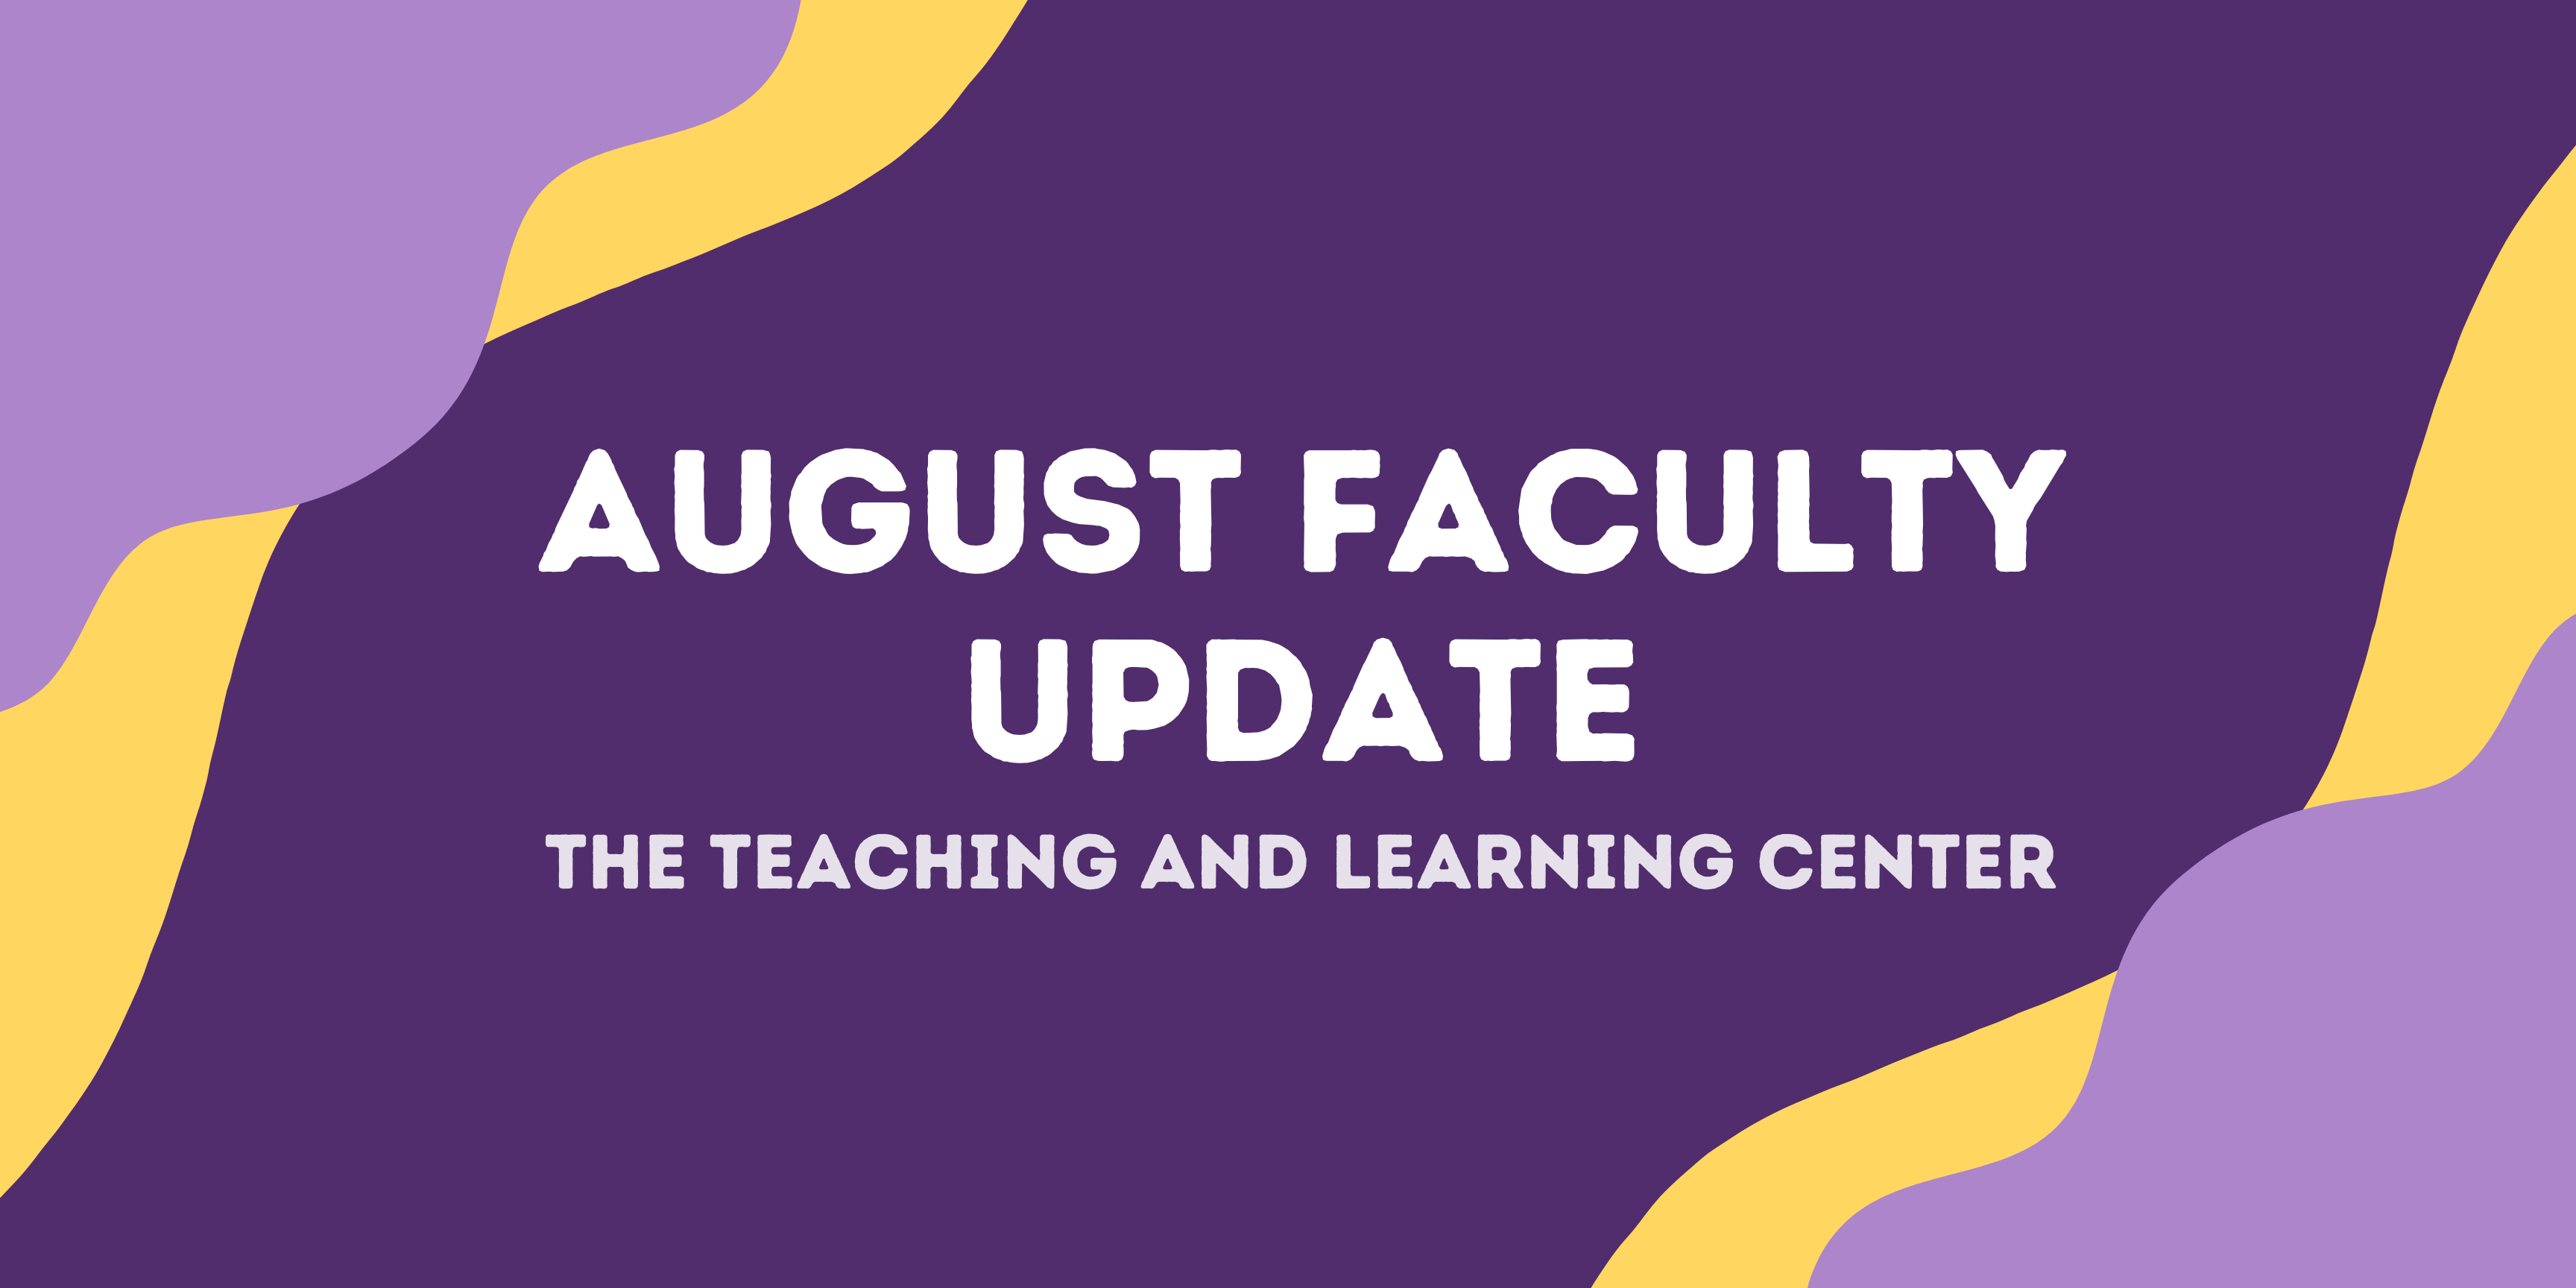 AUGUST FACULTY
UPDATE
THE TEACHING AND LEARNING CENTER